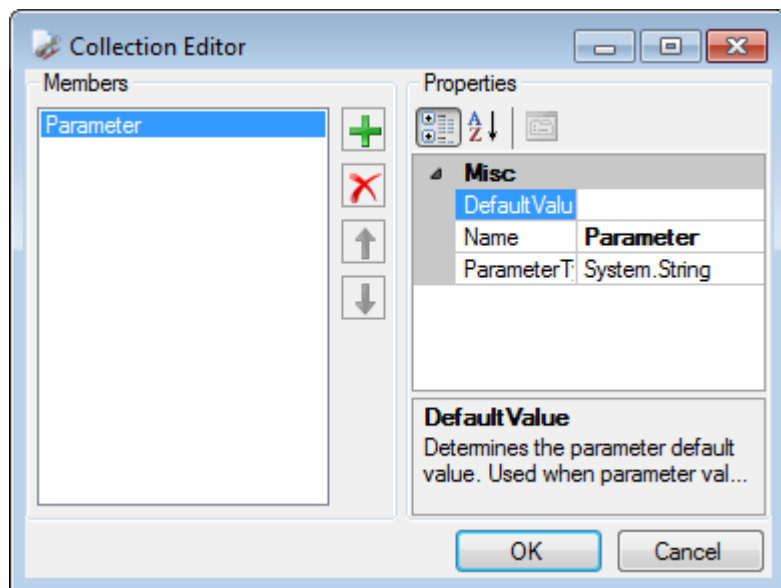 Collection Editor
Members
Properties
Parameter
A
Z
Misc
DefaultValu
Name Parameter
ParameterT System.String
DefaultValue
Determines the parameter default
value. Used when parameter val...
OK Cancel